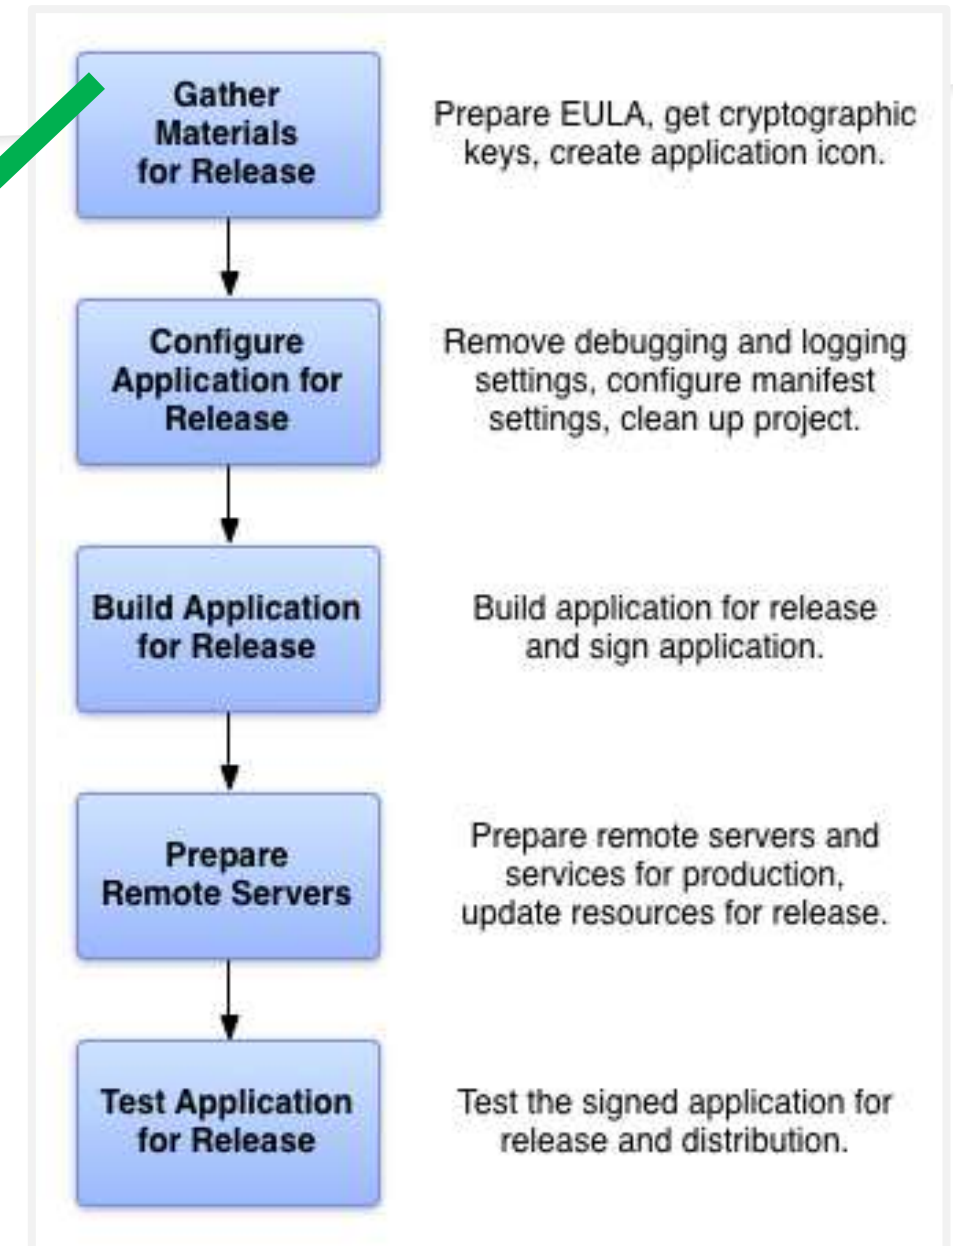 Gather
Materials
for Release
Prepare EULA, get cryptographic
keys, create application icon.
Configure
Application for
Release
Remove debugging and logging
settings, configure manifest
settings, clean up project.
Build Application
for Release
Build application for release
and sign application.
Prepare
Remote Servers
Prepare remote servers and
services for production,
update resources for release.
Test Application
for Release
Test the signed application for
release and distribution.